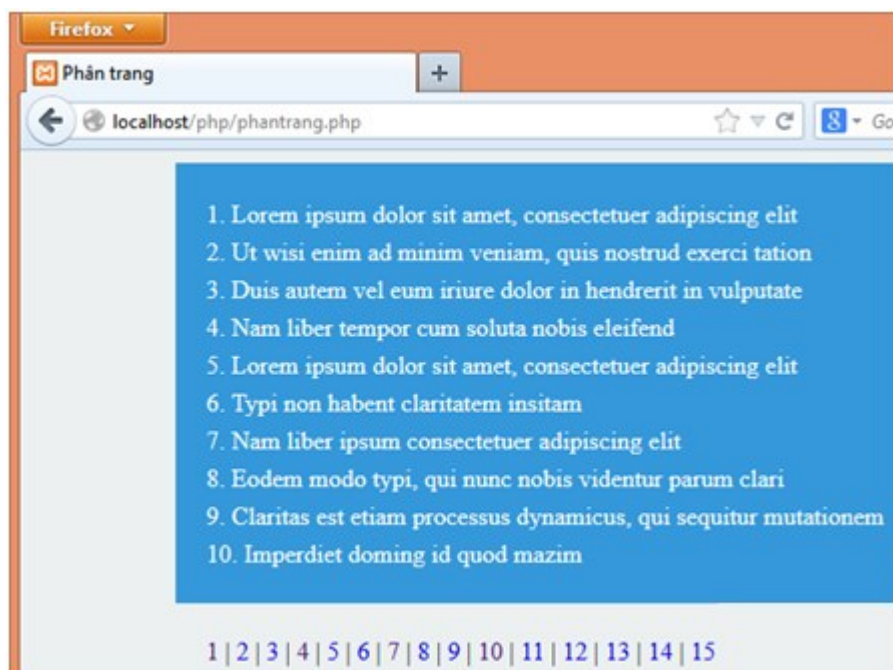 Firefox
Phân trang
localhost/php/phantrang.php
Go
1. Lorem ipsum dolor sit amet, consectetuer adipiscing elit
2. Ut wisi enim ad minim veniam, quis nostrud exerci tation
3. Duis autem vel eum iriure dolor in hendrerit in vulputate
4. Nam liber tempor cum soluta nobis eleifend
5. Lorem ipsum dolor sit amet, consectetuer adipiscing elit
6. Typi non habent claritatem insitam
7. Nam liber ipsum consectetuer adipiscing elit
8. Eodem modo typi, qui nunc nobis videntur parum clari
9. Claritas est etiam processus dynamicus, qui sequitur mutationem
10. Imperdiet doming id quod mazim
1 | 2 | 3 | 4 | 5 | 6 | 7 | 8 | 9 | 10 | 11 | 12 | 13 | 14 | 15